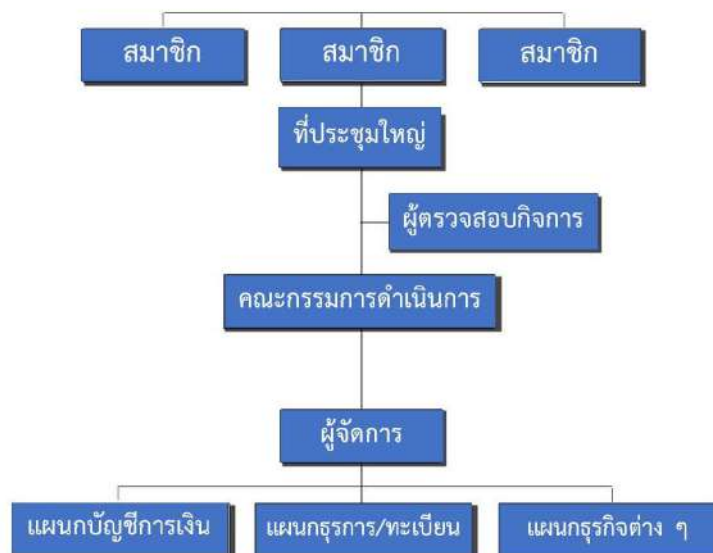 สมาชิก
สมาชิก
สมาชิก
ที่ประชุมใหญ่
ผู้ตรวจสอบกิจการ
คณะกรรมการดำเนินการ
ผู้จัดการ
แผนกบัญชีการเงิน
แผนกธุรการ/ทะเบียน
แผนกธุรกิจต่าง ๆ